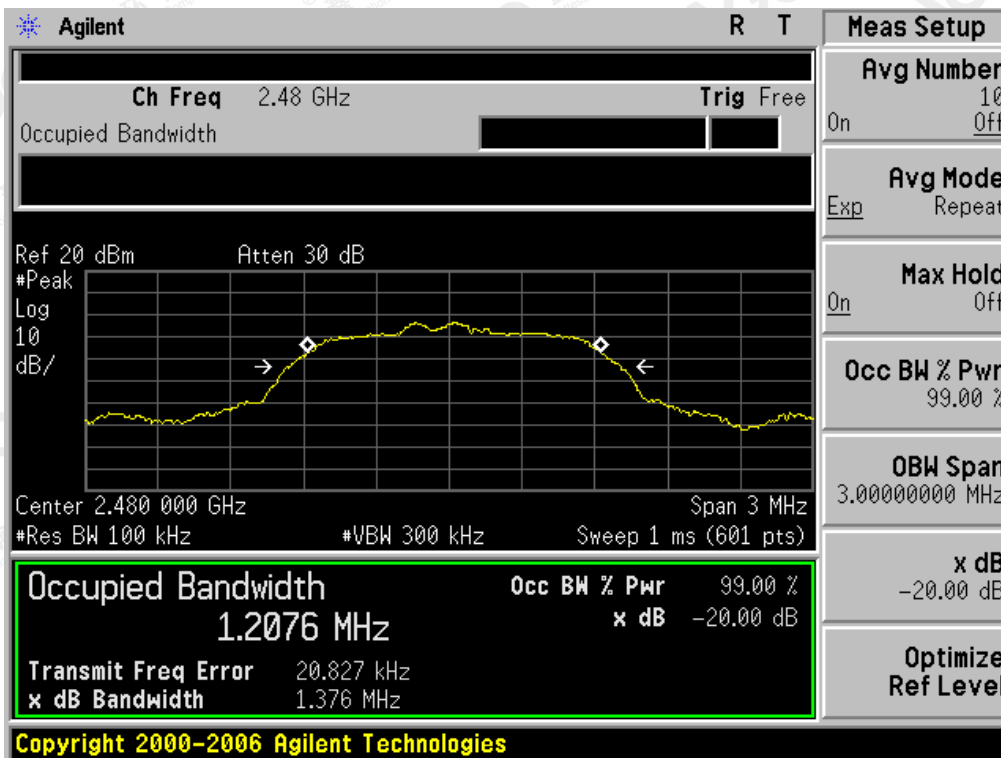 Agilent R T
Meas Setup
Ch Freq 2.48 GHz Trig Free
Occupied Bandwidth
Avg Number
10
On Off
Avg Mode
Exp Repeat
Max Hold
On Off
Occ BW % Pwr
99.00 %
OBW Span
3.00000000 MHz
x dB
-20.00 dB
Optimize
Ref Level
Ref 20 dBm Atten 30 dB
#Peak
Log
10
dB/
Center 2.480 000 GHz Span 3 MHz
#Res BW 100 kHz #VBW 300 kHz Sweep 1 ms (601 pts)
Occupied Bandwidth Occ BW % Pwr 99.00 %
1.2076 MHz x dB -20.00 dB
Transmit Freq Error 20.827 kHz
x dB Bandwidth 1.376 MHz
Copyright 2000-2006 Agilent Technologies